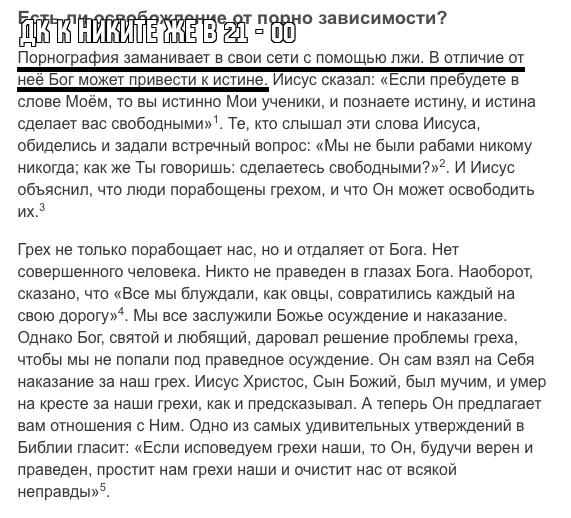 Есть ли освобождение от порно зависимости?
ДК К НИКИТЕ ЖЕ В 21 - 00
Порнография заманивает в свои сети с помощью лжи. В отличие от
неё Бог может привести к истине. Иисус сказал: «Если пребудете в
слове Моём, то вы истинно Мои ученики, и познаете истину, и истина
сделает вас свободными»¹. Те, кто слышал эти слова Иисуса,
обиделись и задали встречный вопрос: «Мы не были рабами никому
никогда; как же Ты говоришь: сделаетесь свободными?»². И Иисус
объяснил, что люди порабощены грехом, и что Он может освободить
их.³
Грех не только порабощает нас, но и отдаляет от Бога. Нет
совершенного человека. Никто не праведен в глазах Бога. Наоборот,
сказано, что «Все мы блуждали, как овцы, совратились каждый на
свою дорогу»⁴. Мы все заслужили Божье осуждение и наказание.
Однако Бог, святой и любящий, даровал решение проблемы греха,
чтобы мы не попали под праведное осуждение. Он сам взял на Себя
наказание за наш грех. Иисус Христос, Сын Божий, был мучим, и умер
на кресте за наши грехи, как и предсказывал. А теперь Он предлагает
вам отношения с Ним. Одно из самых удивительных утверждений в
Библии гласит: «Если исповедуем грехи наши, то Он, будучи верен и
праведен, простит нам грехи наши и очистит нас от всякой
неправды»⁵.